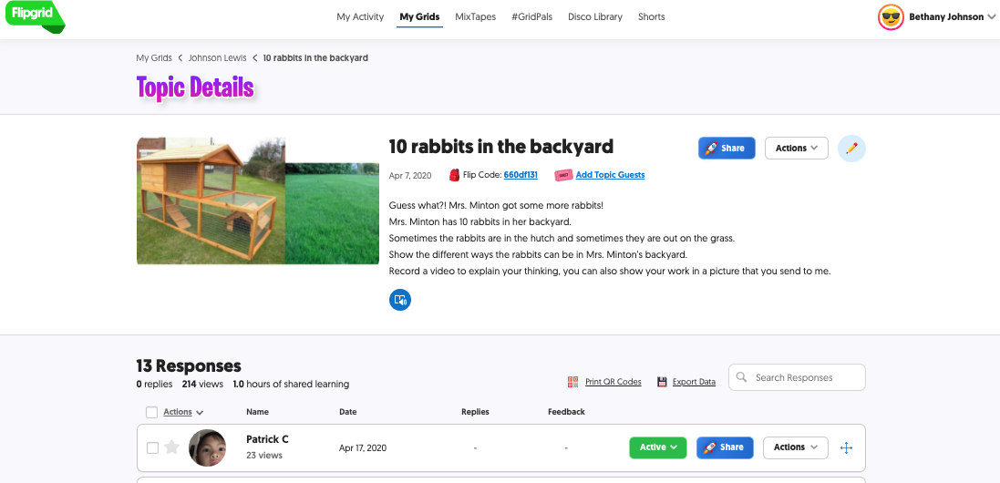 Flipgrid
My Activity My Grids MixTapes #GridPals Disco Library Shorts
Bethany Johnson
My Grids < Johnson Lewis < 10 rabbits in the backyard
Topic Details
10 rabbits in the backyard
Share Actions
Apr 7, 2020 Flip Code: 660df131 Add Topic Guests
Guess what?! Mrs. Minton got some more rabbits!
Mrs. Minton has 10 rabbits in her backyard.
Sometimes the rabbits are in the hutch and sometimes they are out on the grass.
Show the different ways the rabbits can be in Mrs. Minton's backyard.
Record a video to explain your thinking, you can also show your work in a picture that you send to me.
13 Responses
0 replies 214 views 1.0 hours of shared learning
Print QR Codes Export Data Search Responses
Actions Name Date Replies Feedback
Patrick C
23 views
Apr 17, 2020 - - Active Share Actions